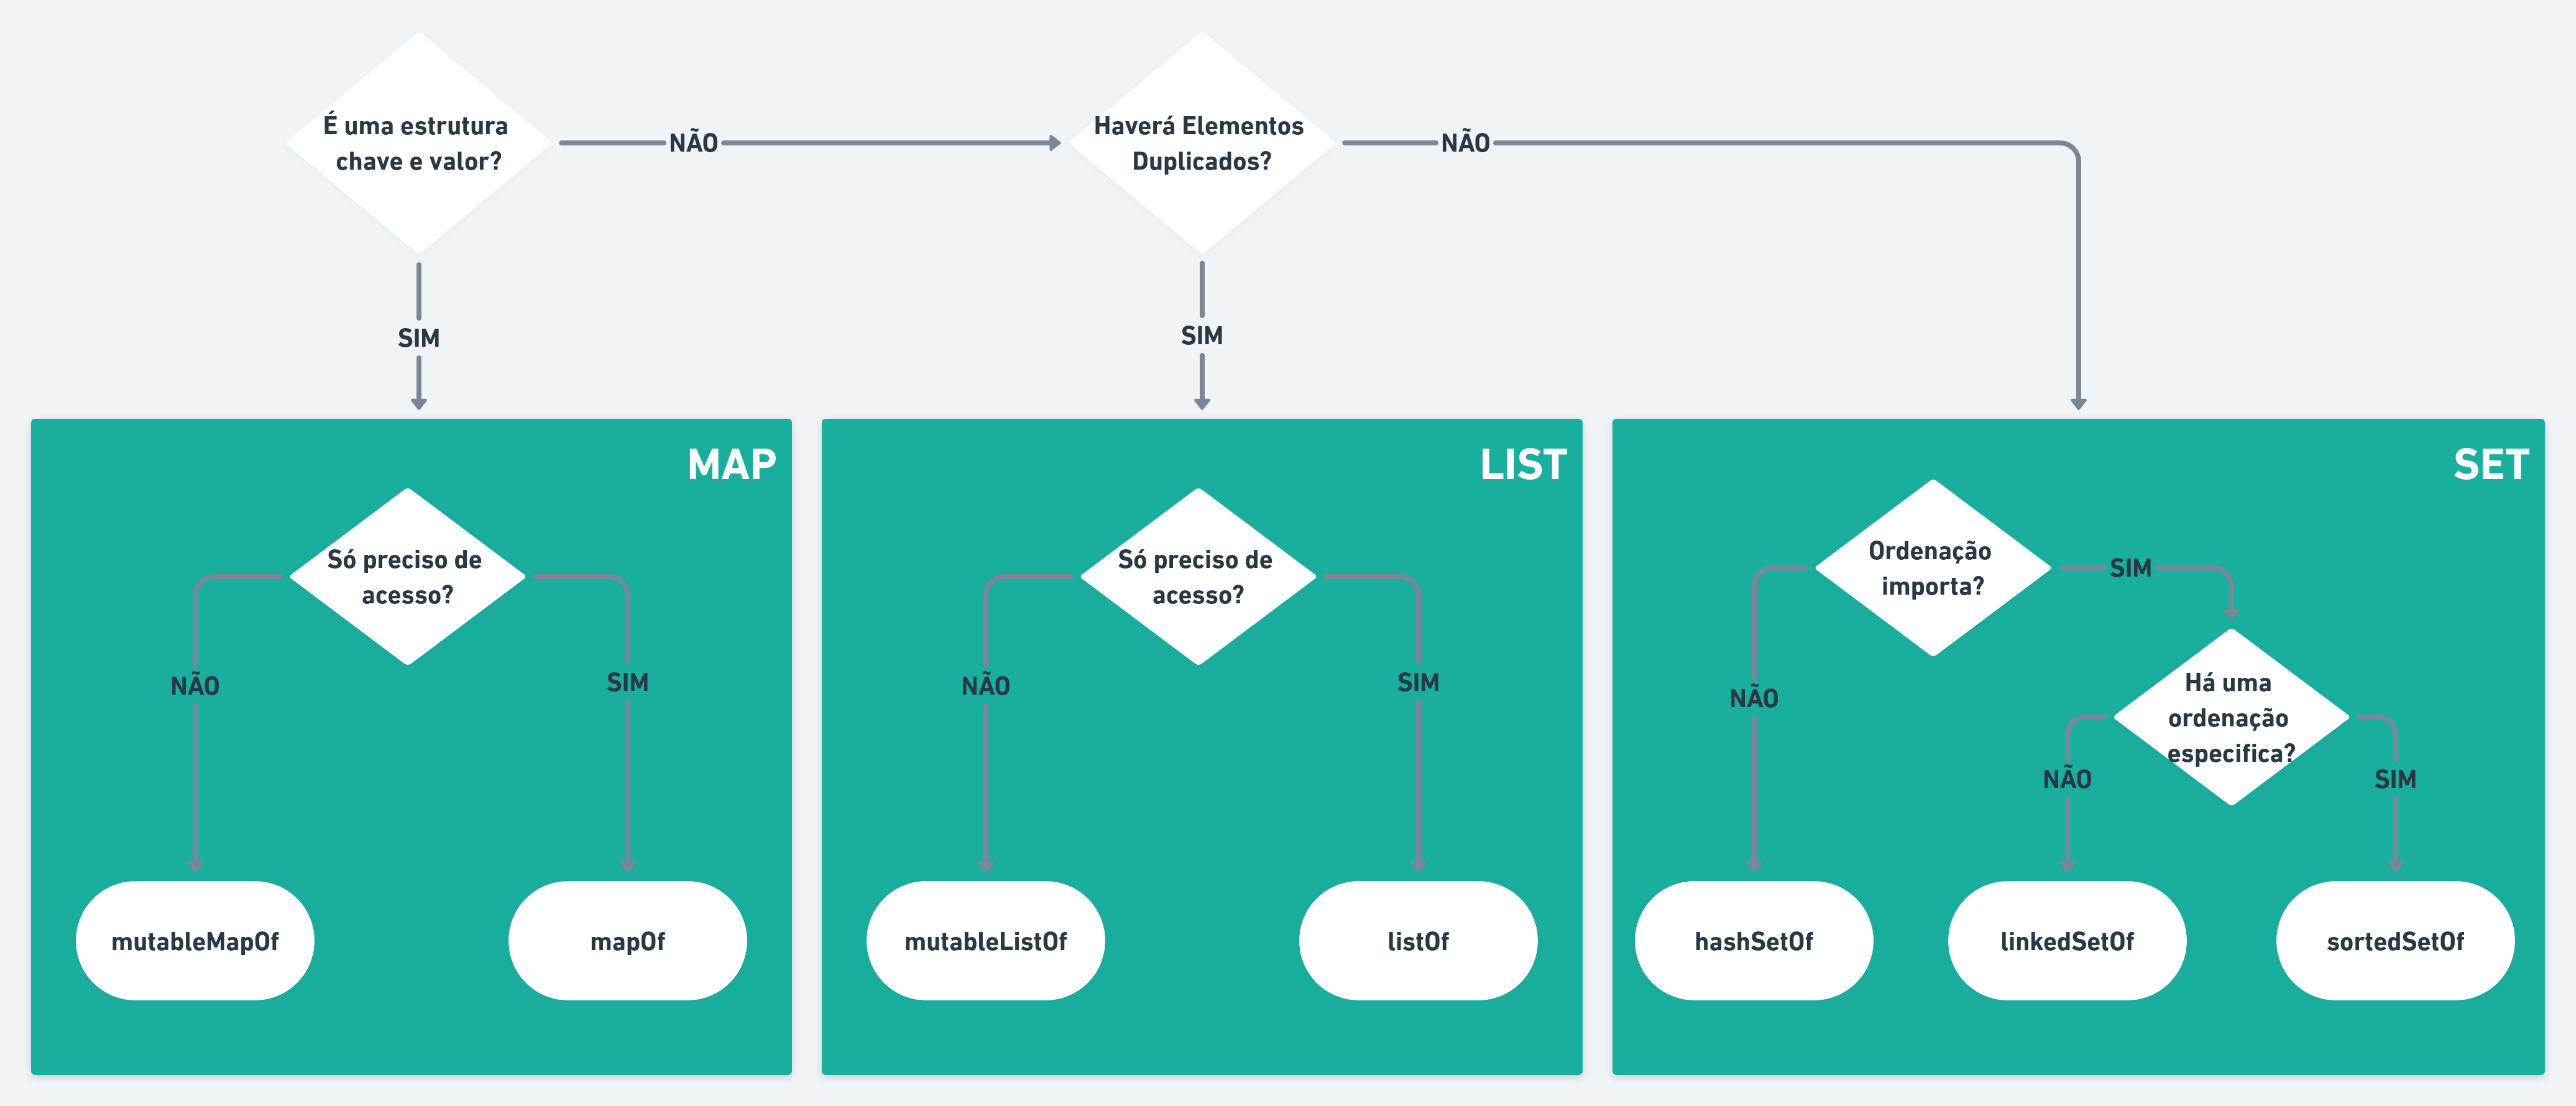 É uma estrutura
chave e valor?
NÃO
Haverá Elementos
Duplicados?
NÃO
SIM
SIM
MAP
Só preciso de
acesso?
NÃO
SIM
mutableMapOf
mapOf
LIST
Só preciso de
acesso?
NÃO
SIM
mutableListOf
listOf
SET
Ordenação
importa?
SIM
NÃO
Há uma
ordenação
especifica?
NÃO
SIM
hashSetOf
linkedSetOf
sortedSetOf